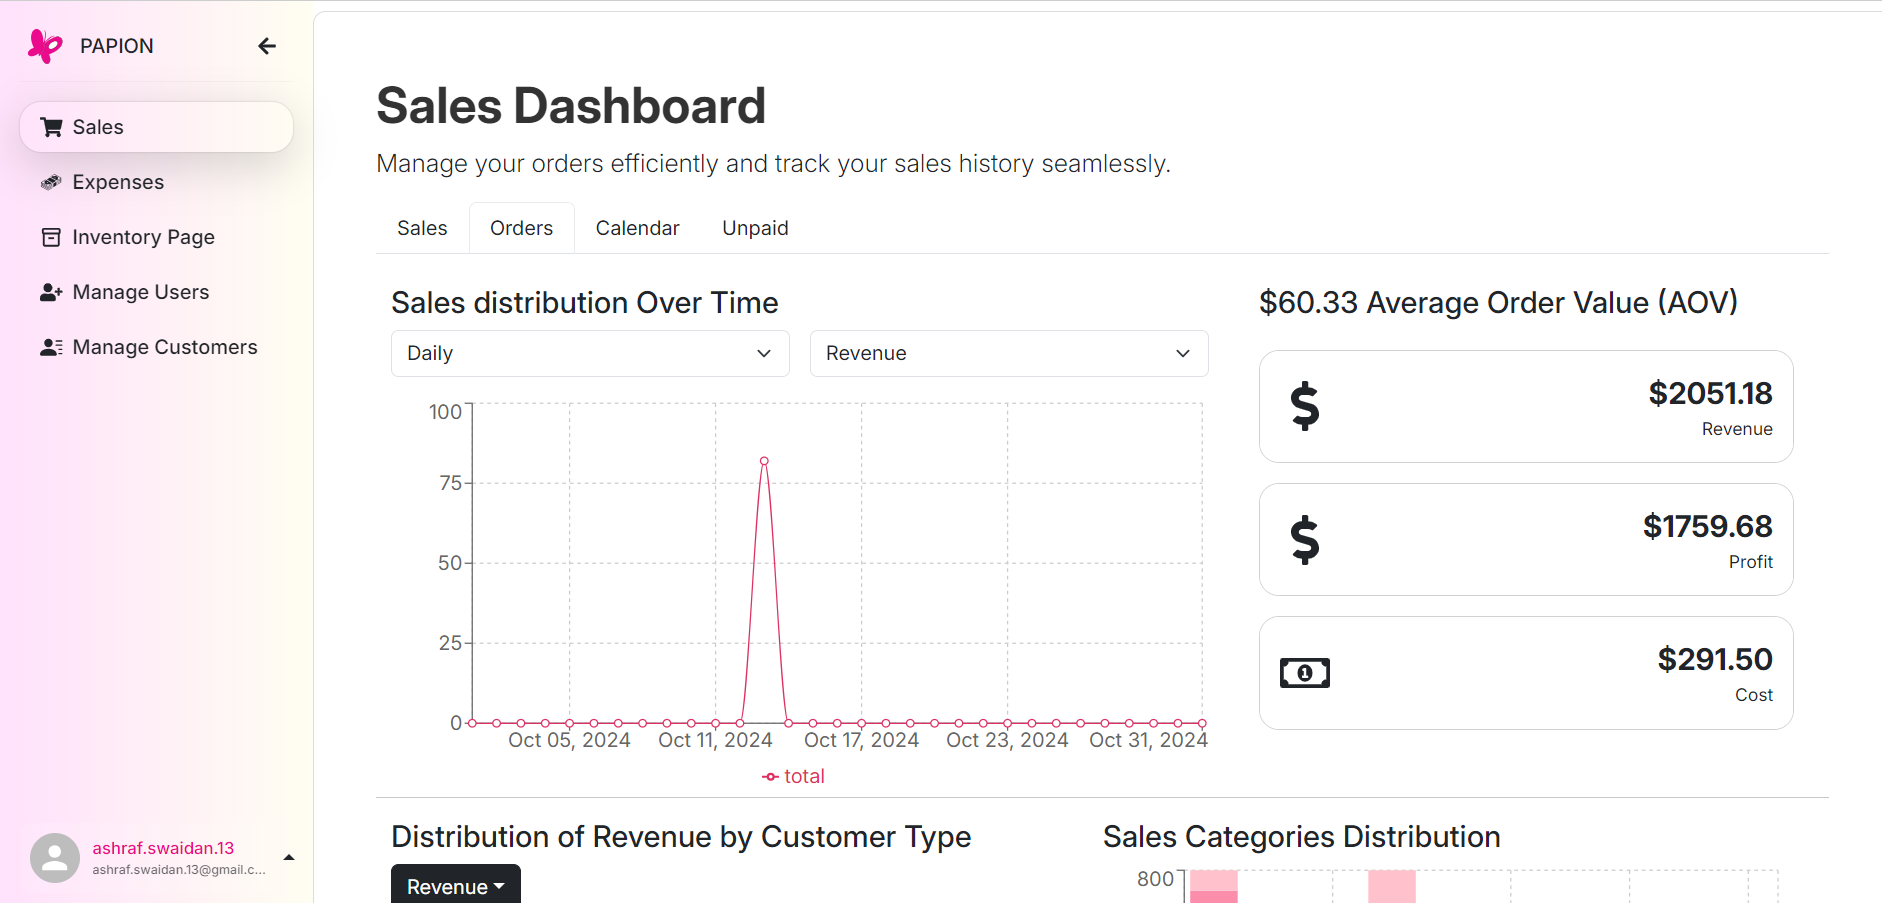 PAPION
Sales
Expenses
Inventory Page
Manage Users
Manage Customers
ashraf.swaidan.13
ashraf.swaidan.13@gmail.c...
Sales Dashboard
Manage your orders efficiently and track your sales history seamlessly.
Sales Orders Calendar Unpaid
Sales distribution Over Time
Daily Revenue
100
75
50
25
0
Oct 05, 2024 Oct 11, 2024 Oct 17, 2024 Oct 23, 2024 Oct 31, 2024
total
$60.33 Average Order Value (AOV)
$2051.18
Revenue
$1759.68
Profit
$291.50
Cost
Distribution of Revenue by Customer Type
Revenue
Sales Categories Distribution
800